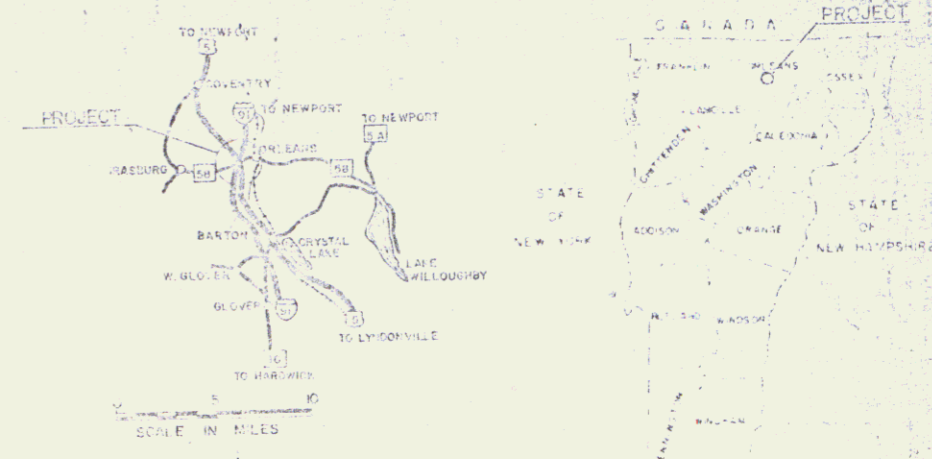 TO NEWPORT
5
COVENTRY
91 TO NEWPORT
PROJECT
TO NEWPORT
5A
ORLEANS
IRASBURG
58
58
BARTON
CRYSTAL
LAKE
LAKE
WILLOUGHBY
W. GLOVER
GLOVER
91
5
TO LYNDONVILLE
16
TO HARDWICK
5
10
SCALE IN MILES
PROJECT
CANADA
FRANKLIN
ORLEANS
ESSEX
LAMOILLE
CALEDONIA
CHITTENDEN
WASHINGTON
STATE
OF
NEW YORK
ADDISON
ORANGE
STATE
OF
NEW HAMPSHIRE
RUTLAND
WINDSOR
WINDHAM